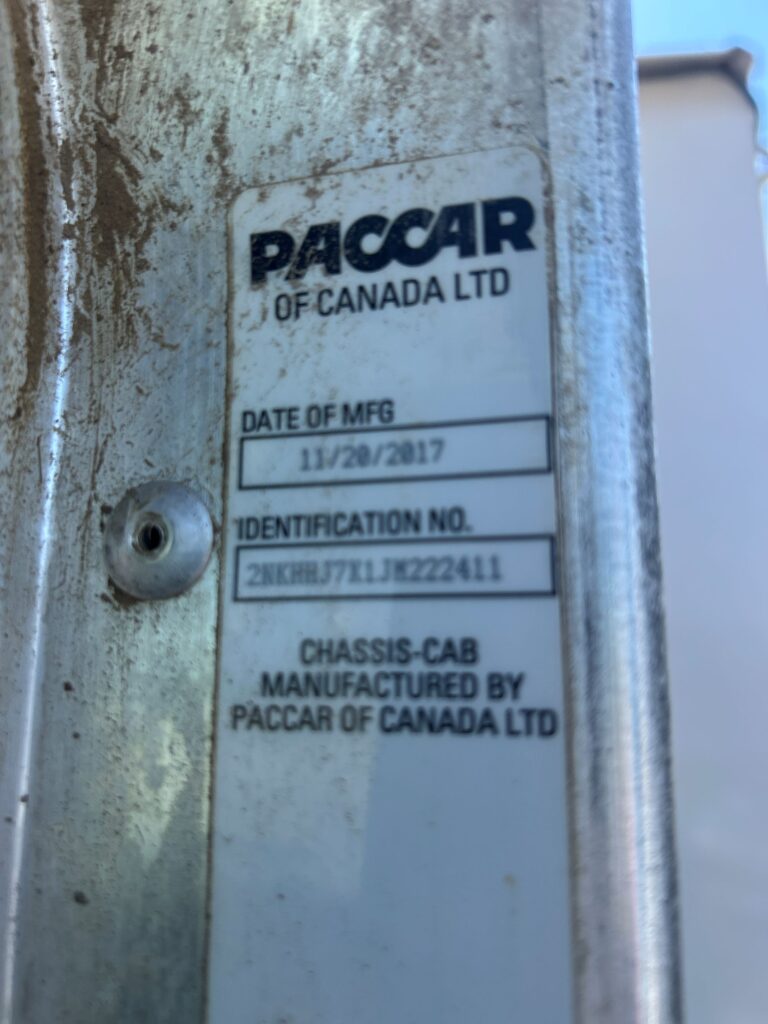 PACCAR
OF CANADA LTD
DATE OF MFG
11/20/2017
IDENTIFICATION NO.
2NKHHJ7X1JM222411
CHASSIS-CAB
MANUFACTURED BY
PACCAR OF CANADA LTD